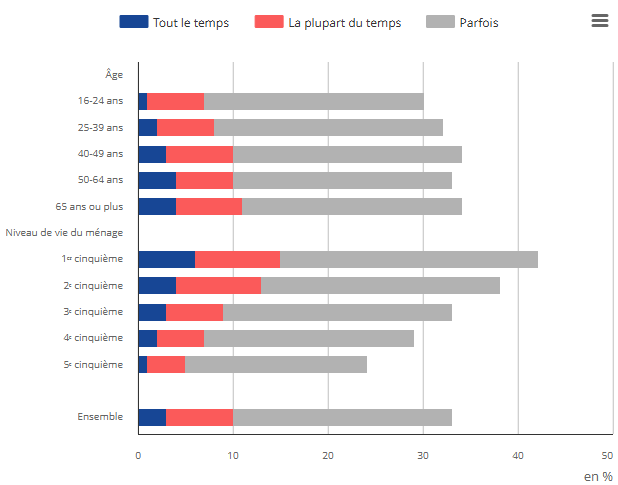 Tout le temps La plupart du temps Parfois
Âge
16-24 ans
25-39 ans
40-49 ans
50-64 ans
65 ans ou plus
Niveau de vie du ménage
1ᵉʳ cinquième
2ᵉ cinquième
3ᵉ cinquième
4ᵉ cinquième
5ᵉ cinquième
Ensemble
0 10 20 30 40 50
en %